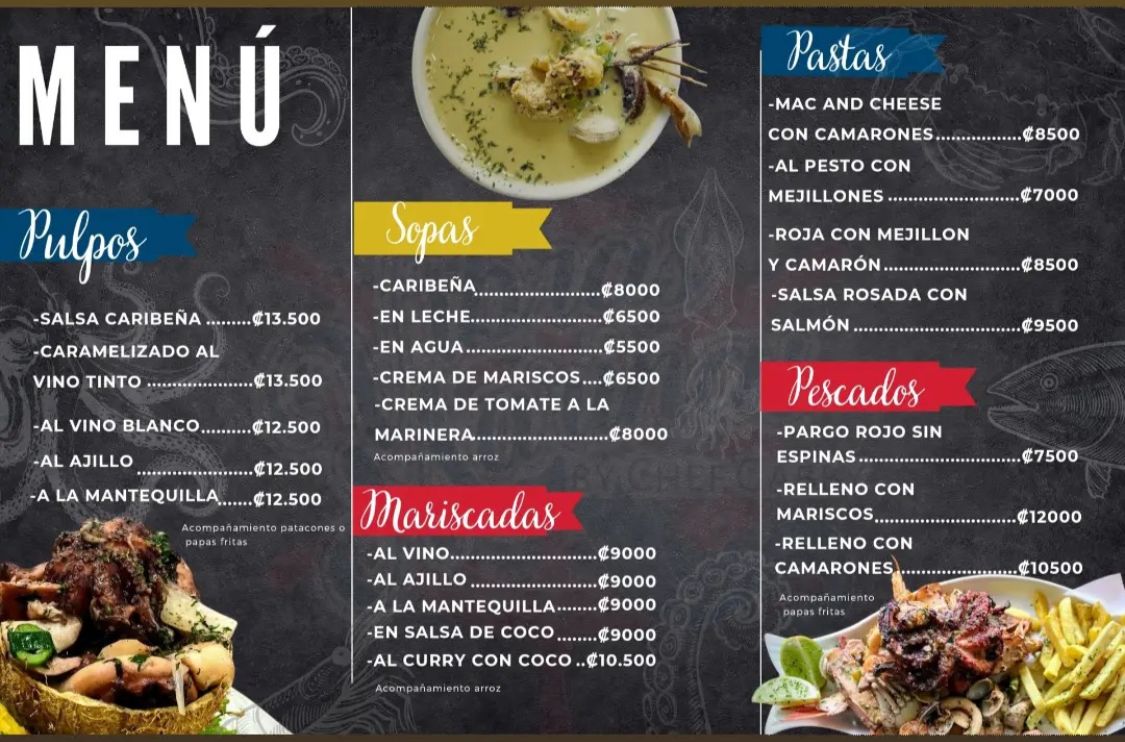 MENÚ
Pulpos
-SALSA CARIBEÑA ........₡13.500
-CARAMELIZADO AL
VINO TINTO ...................₡13.500
-AL VINO BLANCO.........₡12.500
-AL AJILLO.....................₡12.500
-A LA MANTEQUILLA......₡12.500
Acompañamiento patacones o
papas fritas
Sopas
-CARIBEÑA.......................₡8000
-EN LECHE........................₡6500
-EN AGUA.........................₡5500
-CREMA DE MARISCOS....₡6500
-CREMA DE TOMATE A LA
MARINERA.........................₡8000
Acompañamiento arroz
Mariscadas
-AL VINO...........................₡9000
-AL AJILLO.......................₡9000
-A LA MANTEQUILLA........₡9000
-EN SALSA DE COCO........₡9000
-AL CURRY CON COCO ..₡10.500
Acompañamiento arroz
Pastas
-MAC AND CHEESE
CON CAMARONES.................₡8500
-AL PESTO CON
MEJILLONES .........................₡7000
-ROJA CON MEJILLON
Y CAMARÓN.........................₡8500
-SALSA ROSADA CON
SALMÓN ...............................₡9500
Pescados
-PARGO ROJO SIN
ESPINAS..............................₡7500
-RELLENO CON
MARISCOS..........................₡12000
-RELLENO CON
CAMARONES.......................₡10500
Acompañamiento
papas fritas